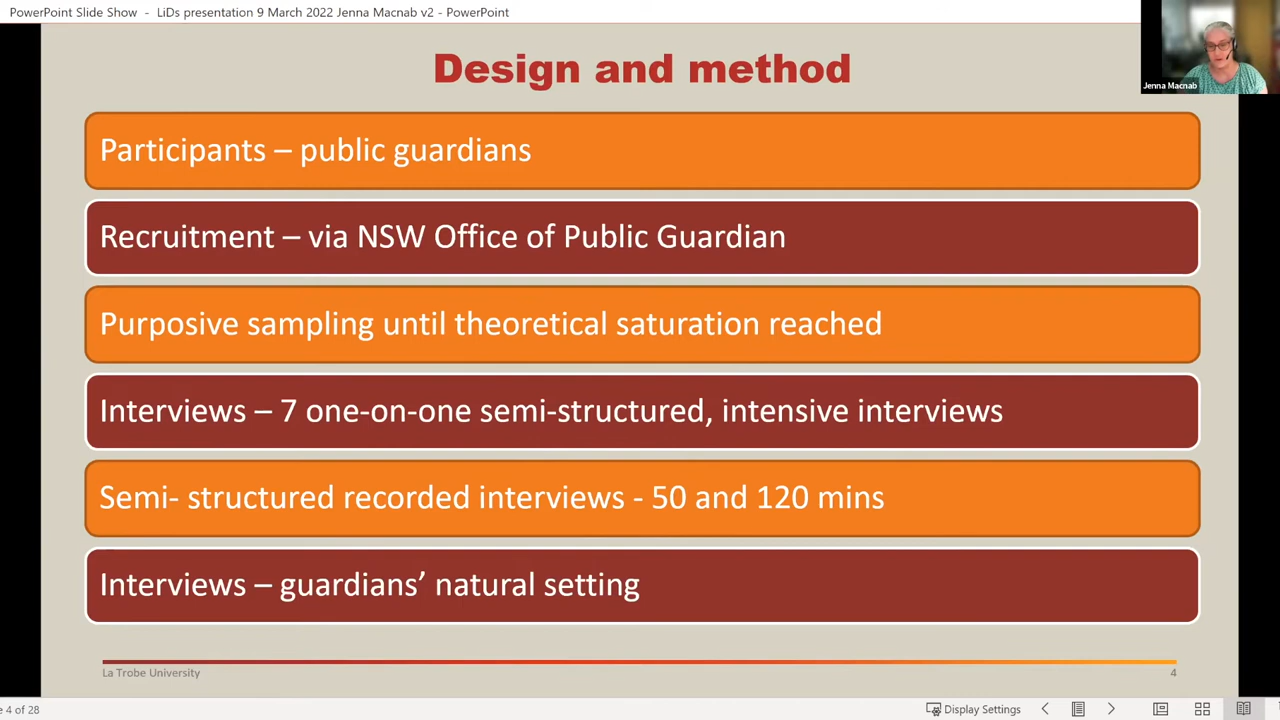 PowerPoint Slide Show - LiDs presentation 9 March 2022 Jenna Macnab v2 - PowerPoint
Jenna Macnab
Design and method
Participants – public guardians
Recruitment – via NSW Office of Public Guardian
Purposive sampling until theoretical saturation reached
Interviews – 7 one-on-one semi-structured, intensive interviews
Semi- structured recorded interviews - 50 and 120 mins
Interviews – guardians’ natural setting
La Trobe University
4
4 of 28
Display Settings